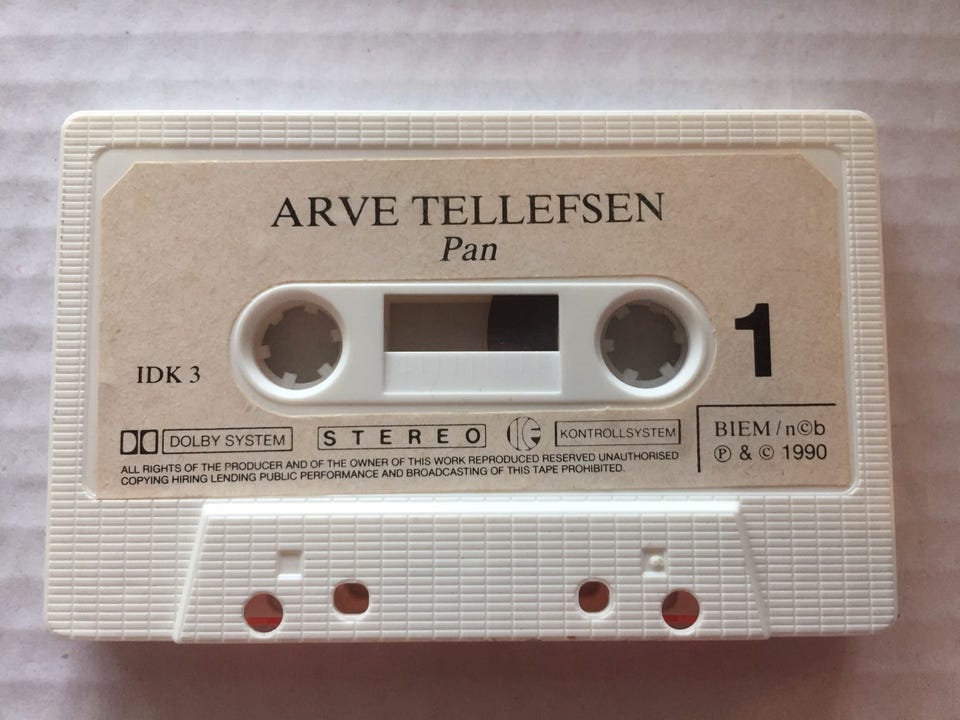 ARVE TELLEFSEN
Pan
1
IDK 3
DOLBY SYSTEM STEREO KONTROLLSYSTEM
ALL RIGHTS OF THE PRODUCER AND OF THE OWNER OF THIS WORK REPRODUCED RESERVED UNAUTHORISED
COPYING HIRING LENDING PUBLIC PERFORMANCE AND BROADCASTING OF THIS TAPE PROHIBITED.
BIEM/n©b
Ⓟ & © 1990